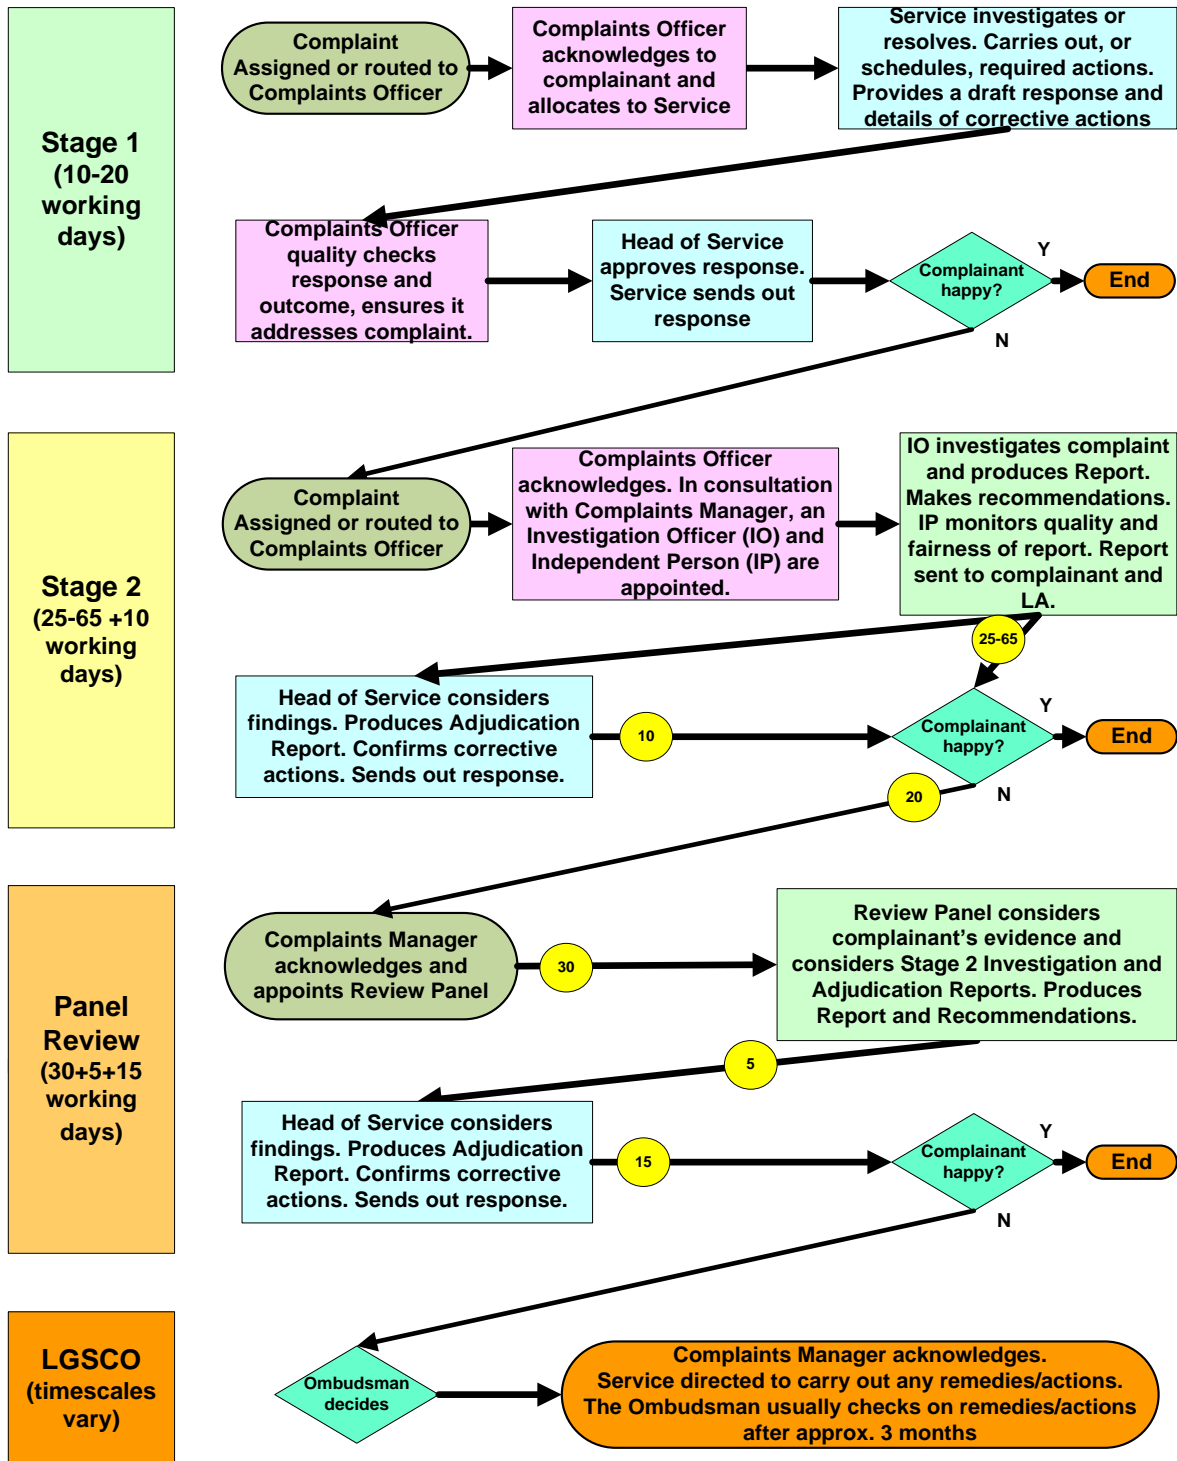 Stage 1
(10-20
working
days)
Complaint
Assigned or routed to
Complaints Officer
Complaints Officer
acknowledges to
complainant and
allocates to Service
Service investigates or
resolves. Carries out, or
schedules, required actions.
Provides a draft response and
details of corrective actions
Complaints Officer
quality checks
response and
outcome, ensures it
addresses complaint.
Head of Service
approves response.
Service sends out
response
Complainant
happy?
Y
End
N
Stage 2
(25-65 +10
working
days)
Complaint
Assigned or routed to
Complaints Officer
Complaints Officer
acknowledges. In consultation
with Complaints Manager, an
Investigation Officer (IO) and
Independent Person (IP) are
appointed.
IO investigates complaint
and produces Report.
Makes recommendations.
IP monitors quality and
fairness of report. Report
sent to complainant and
LA.
25-65
Head of Service considers
findings. Produces Adjudication
Report. Confirms corrective
actions. Sends out response.
10
Complainant
happy?
Y
End
N
20
Panel
Review
(30+5+15
working
days)
Complaints Manager
acknowledges and
appoints Review Panel
30
Review Panel considers
complainant's evidence and
considers Stage 2 Investigation and
Adjudication Reports. Produces
Report and Recommendations.
5
Head of Service considers
findings. Produces Adjudication
Report. Confirms corrective
actions. Sends out response.
15
Complainant
happy?
Y
End
N
LGSCO
(timescales
vary)
Ombudsman
decides
Complaints Manager acknowledges.
Service directed to carry out any remedies/actions.
The Ombudsman usually checks on remedies/actions
after approx. 3 months